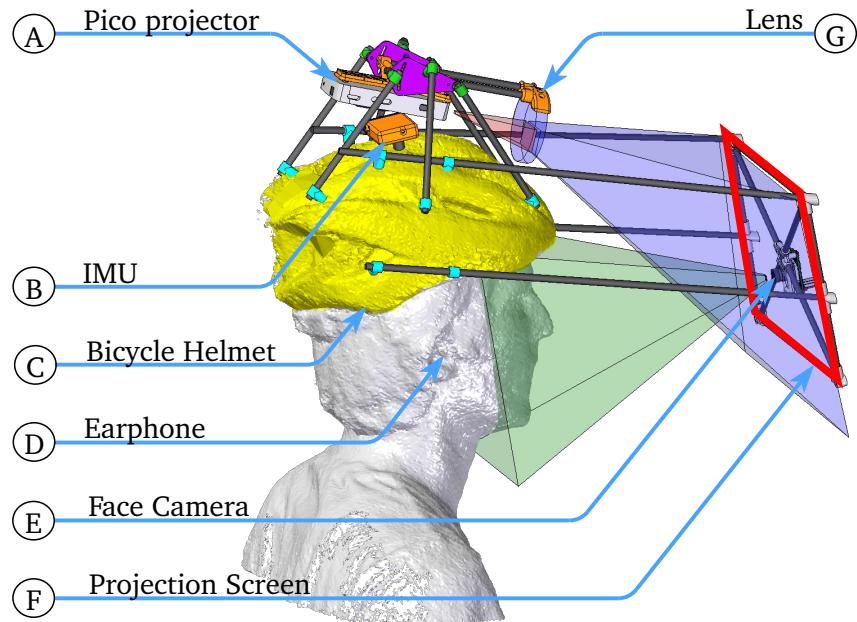 A Pico projector
Lens G
B IMU
C Bicycle Helmet
D Earphone
E Face Camera
F Projection Screen